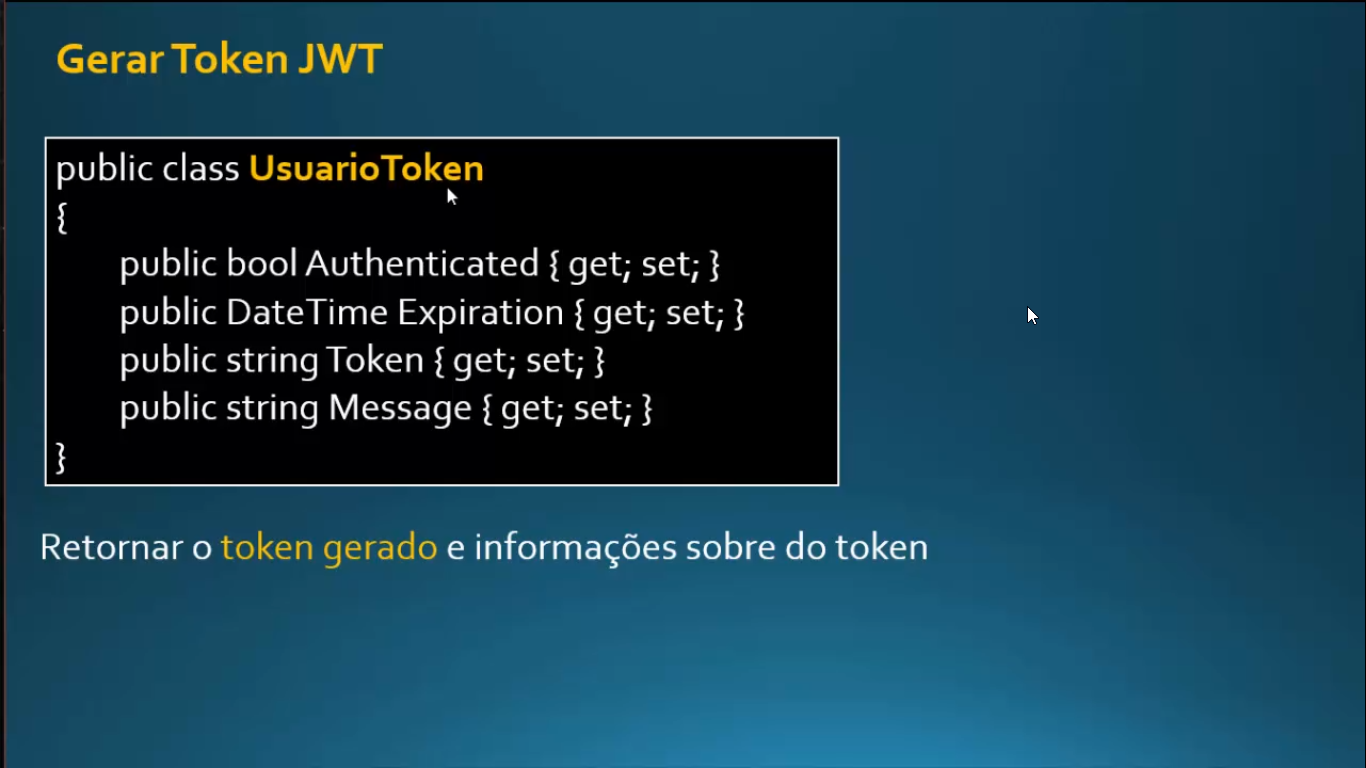 Gerar Token JWT
public class UsuarioToken
{
public bool Authenticated { get; set; }
public DateTime Expiration { get; set; }
public string Token { get; set; }
public string Message { get; set; }
}
Retornar o token gerado e informações sobre do token